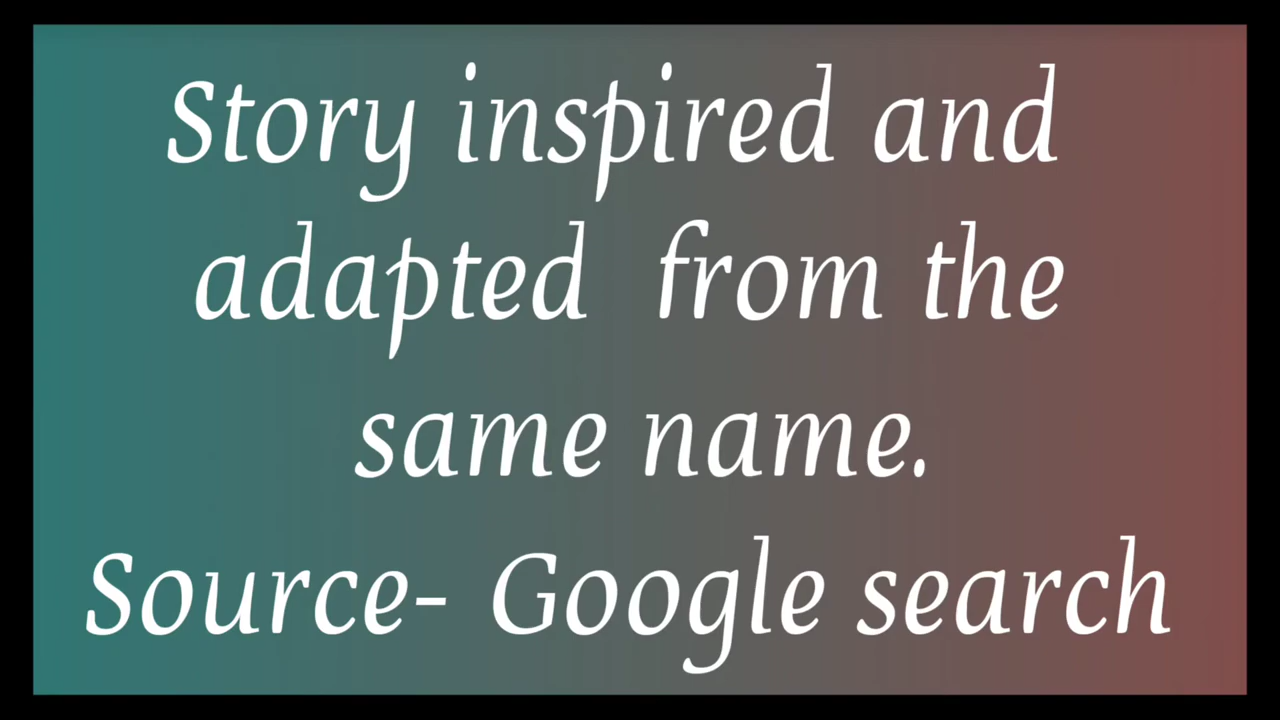 Story inspired and
adapted from the
same name.
Source- Google search